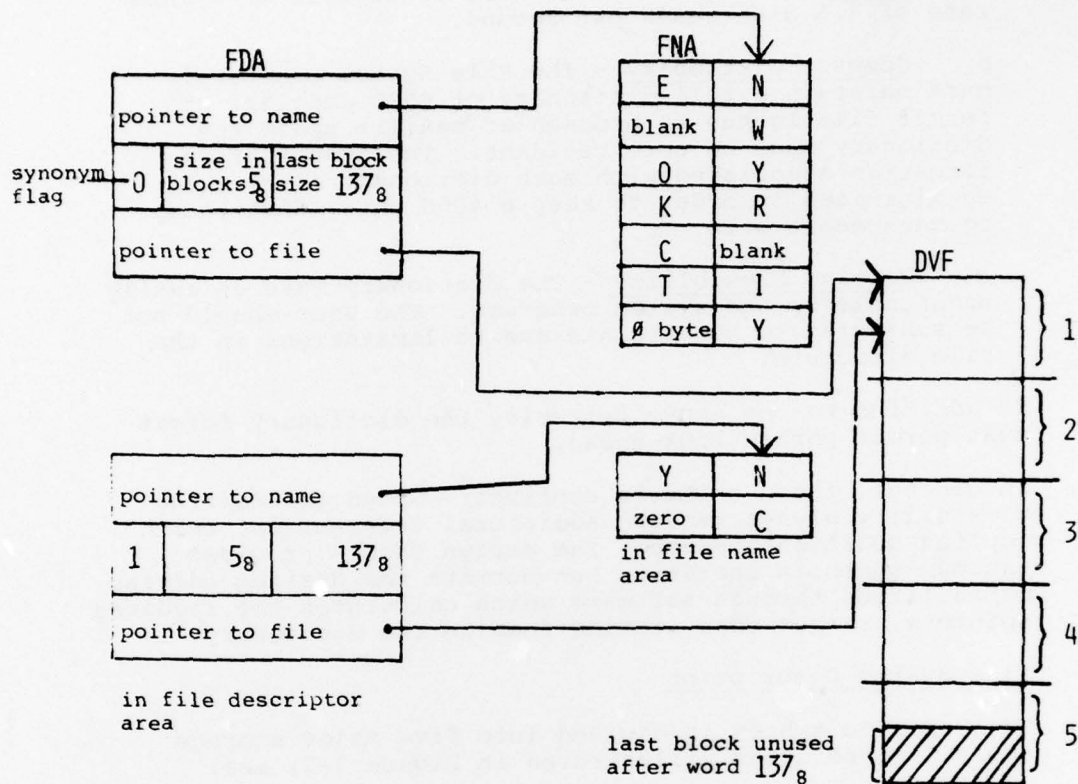 FDA
pointer to name
synonym flag
0
size in blocks 5₈
last block size 137₈
pointer to file
FNA
E N
blank W
O Y
K R
C blank
T I
Ø byte Y
DVF
1
2
3
4
5
pointer to name
1 5₈ 137₈
pointer to file
in file descriptor
area
Y N
zero C
in file name
area
last block unused
after word 137₈